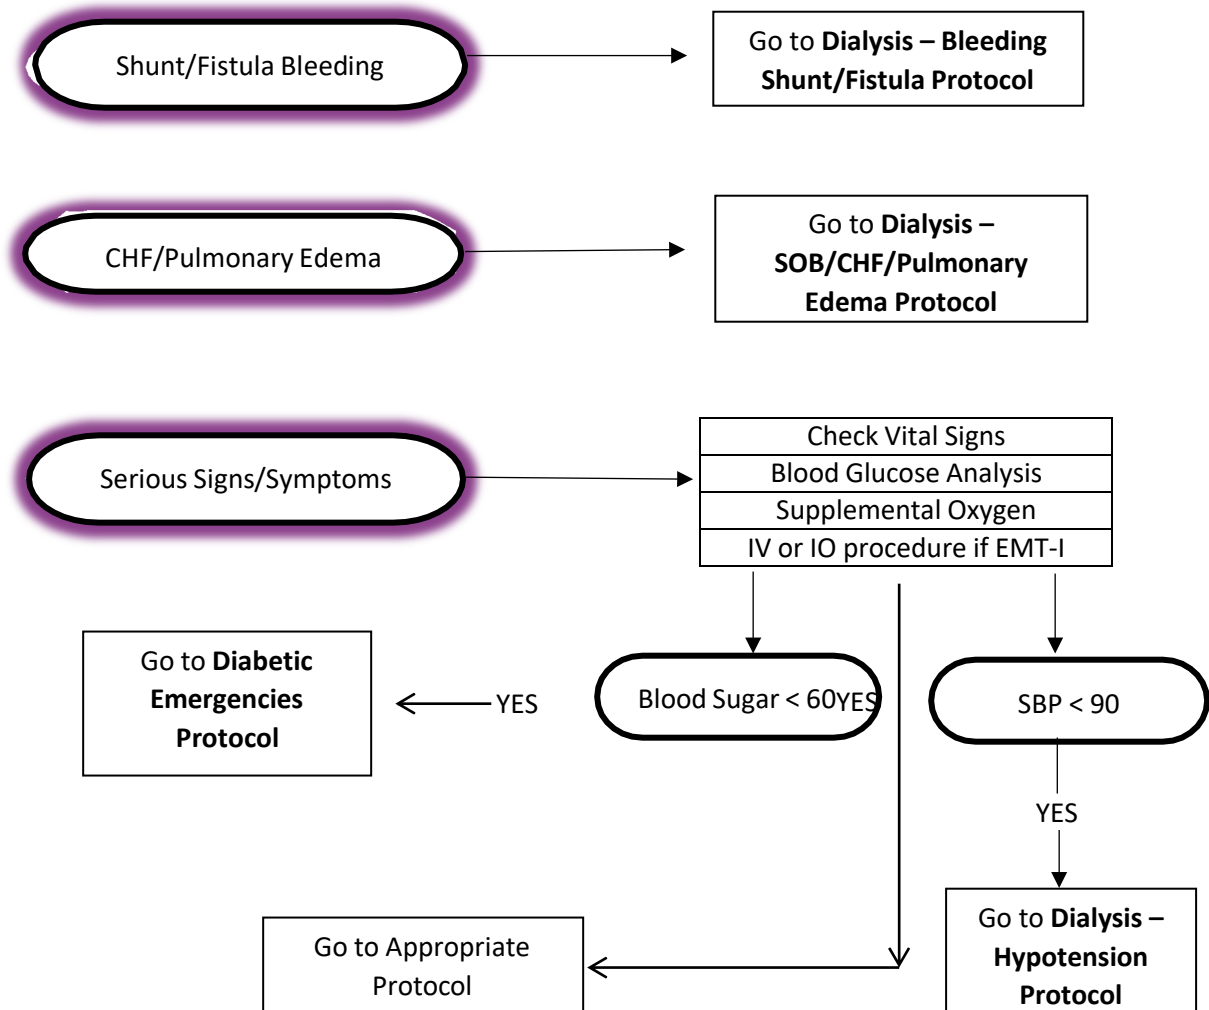 Shunt/Fistula Bleeding
Go to Dialysis – Bleeding
Shunt/Fistula Protocol
CHF/Pulmonary Edema
Go to Dialysis –
SOB/CHF/Pulmonary
Edema Protocol
Serious Signs/Symptoms
Check Vital Signs
Blood Glucose Analysis
Supplemental Oxygen
IV or IO procedure if EMT-I
Go to Diabetic
Emergencies
Protocol
YES
Blood Sugar < 60YES
SBP < 90
YES
Go to Appropriate
Protocol
Go to Dialysis –
Hypotension
Protocol